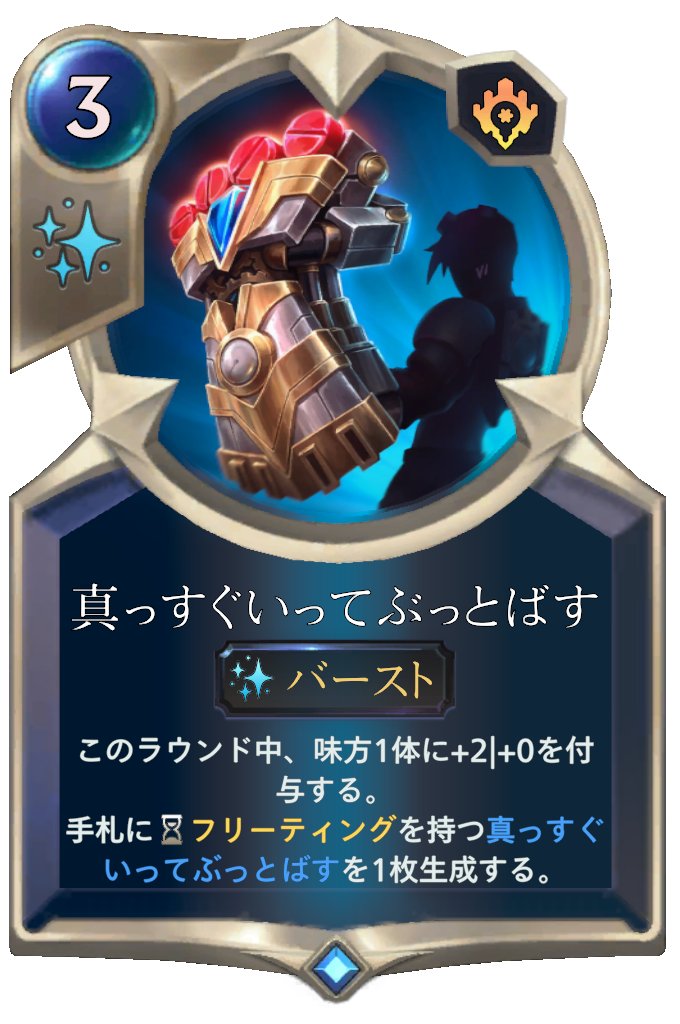 3
真っすぐいってぶっとばす
バースト
このラウンド中、味方1体に+2|+0を付
与する。
手札にフリーティングを持つ真っすぐ
いってぶっとばすを1枚生成する。